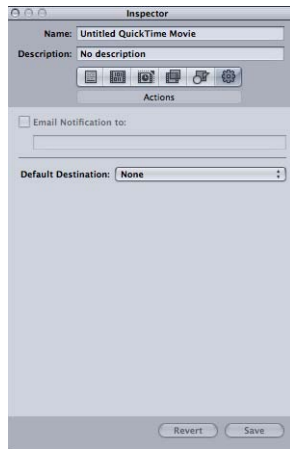 Inspector
Name: Untitled QuickTime Movie
Description: No description
Actions
Email Notification to:
Default Destination: None
Revert Save